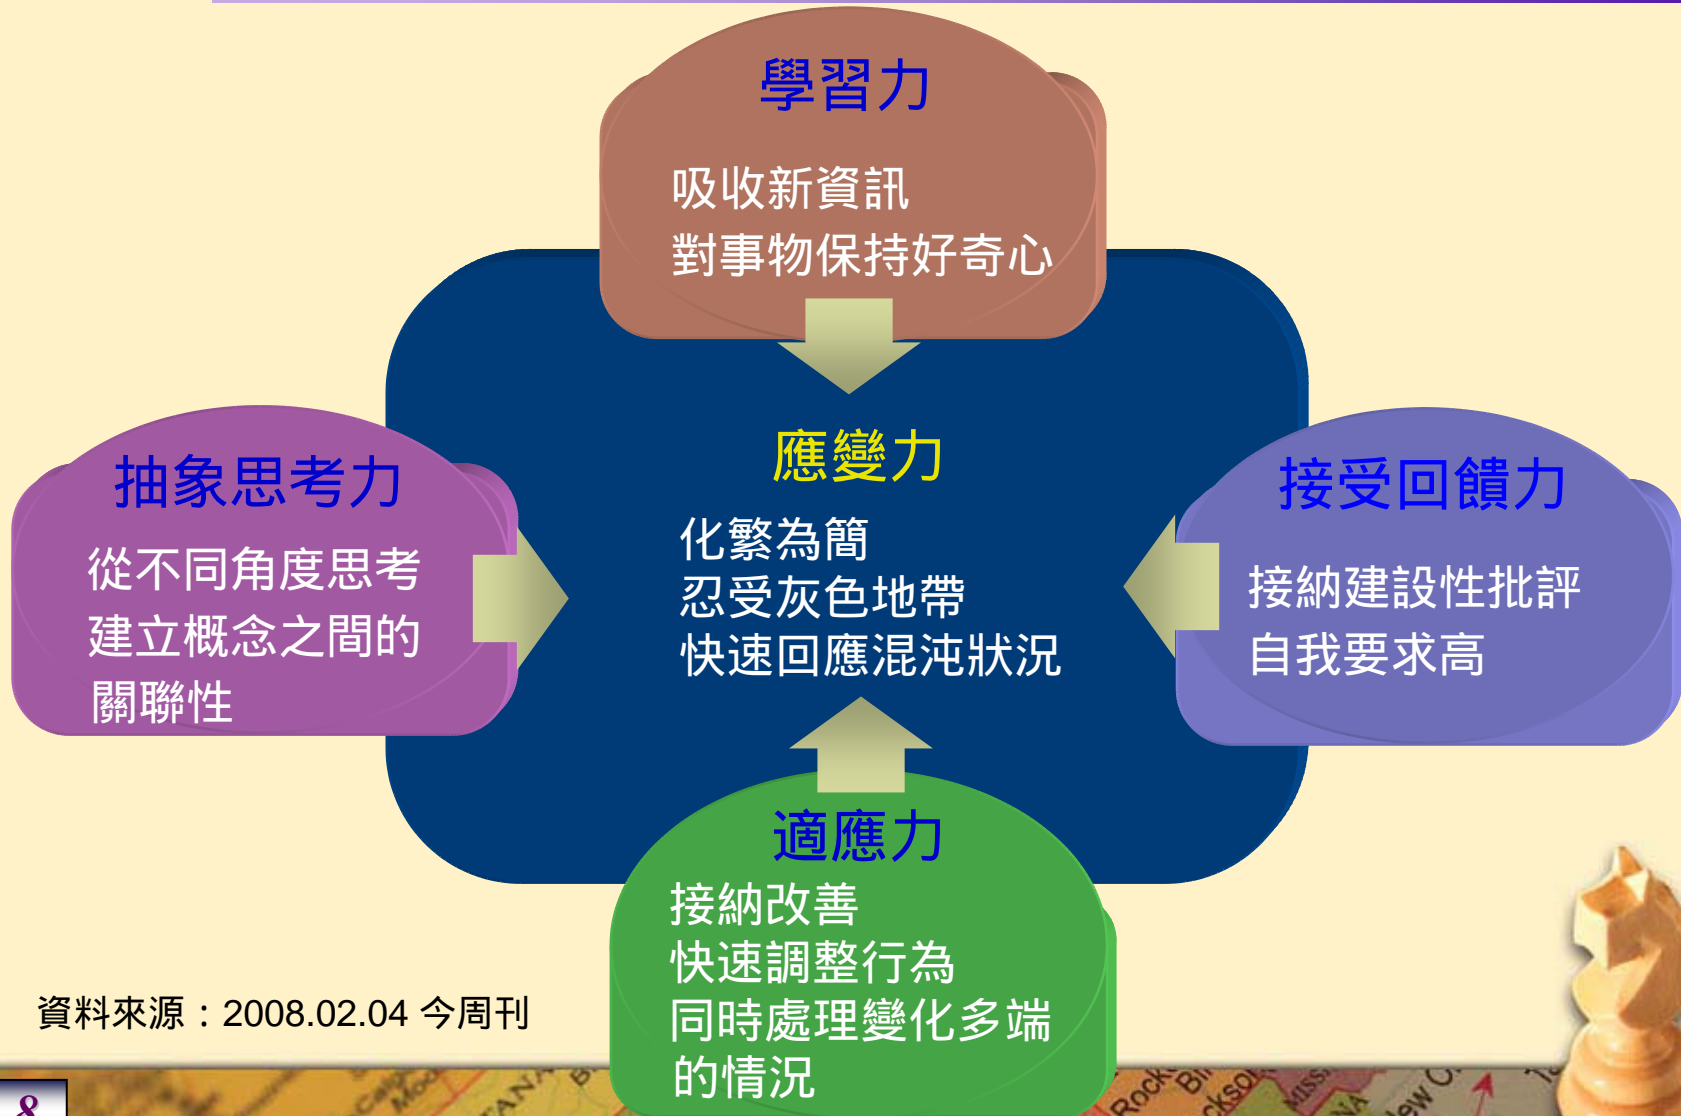 學習力
吸收新資訊
對事物保持好奇心
抽象思考力
從不同角度思考
建立概念之間的
關聯性
應變力
化繁為簡
忍受灰色地帶
快速回應混沌狀況
接受回饋力
接納建設性批評
自我要求高
適應力
接納改善
快速調整行為
同時處理變化多端
的情況
資料來源：2008.02.04 今周刊
8